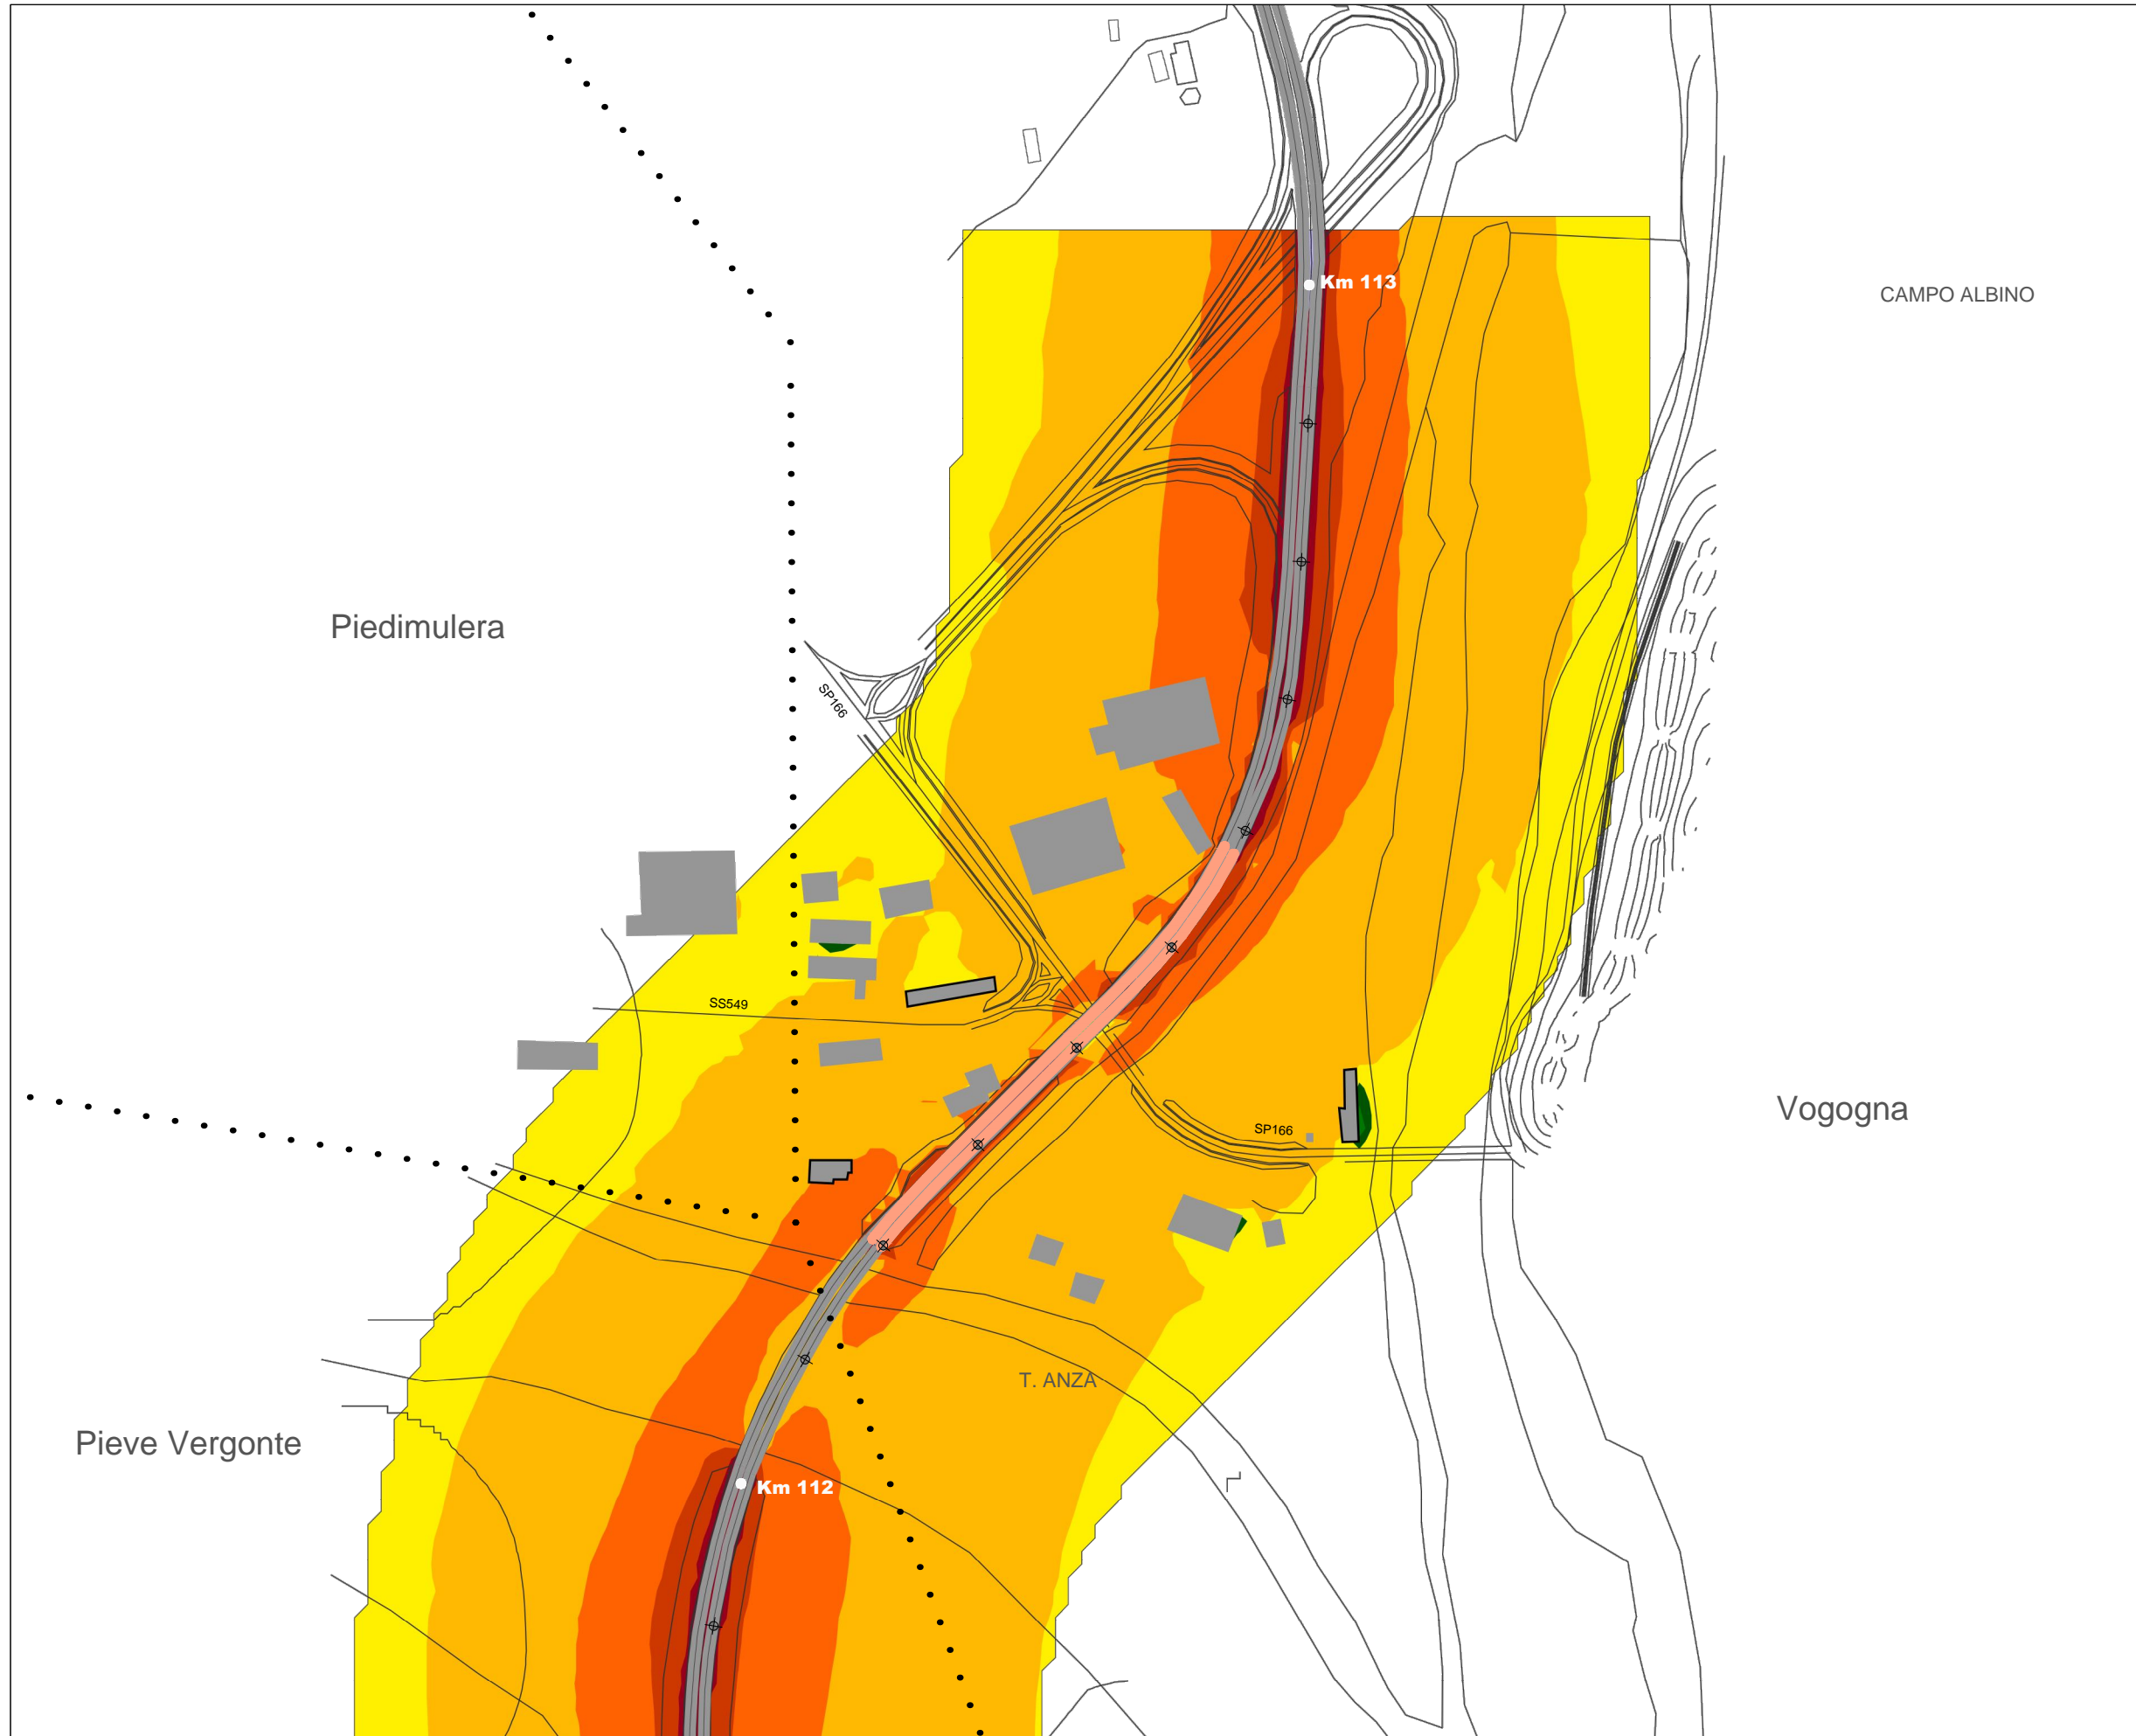 Km 113
CAMPO ALBINO
Piedimulera
SP166
SS549
Vogogna
SP166
T. ANZA
Pieve Vergonte
Km 112